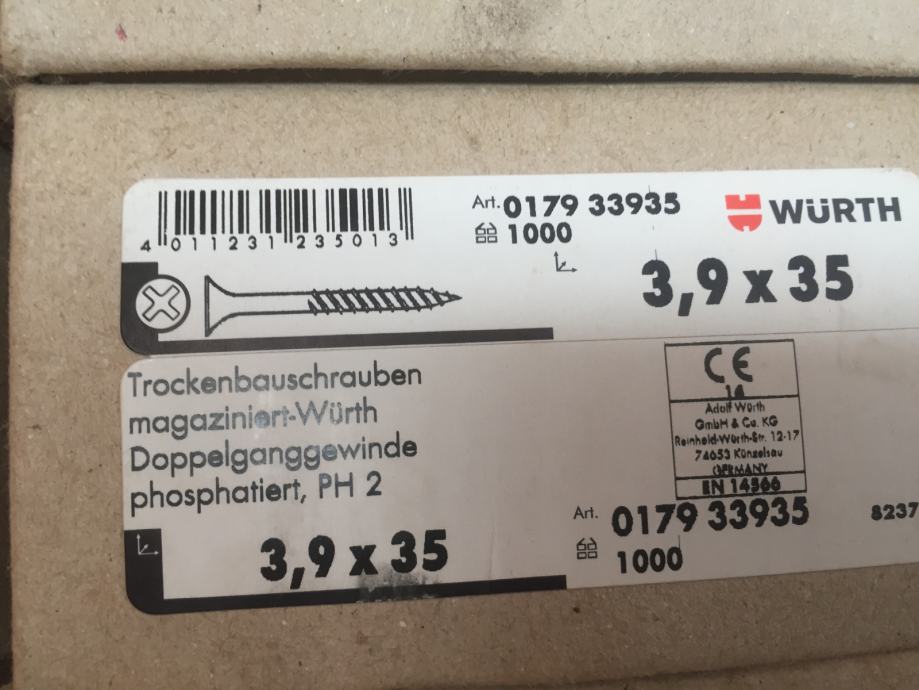 Art. 0179 33935
1000
WÜRTH
4 011231 235013
3,9 x 35
Trockenbauschrauben
magaziniert-Würth
Doppelganggewinde
phosphatiert, PH 2
3,9 x 35
CE
14
Adolf Würth
GmbH & Co. KG
Reinhold-Würth-Str. 12-17
74653 Künzelsau
GERMANY
EN 14566
Art. 0179 33935
1000
8237